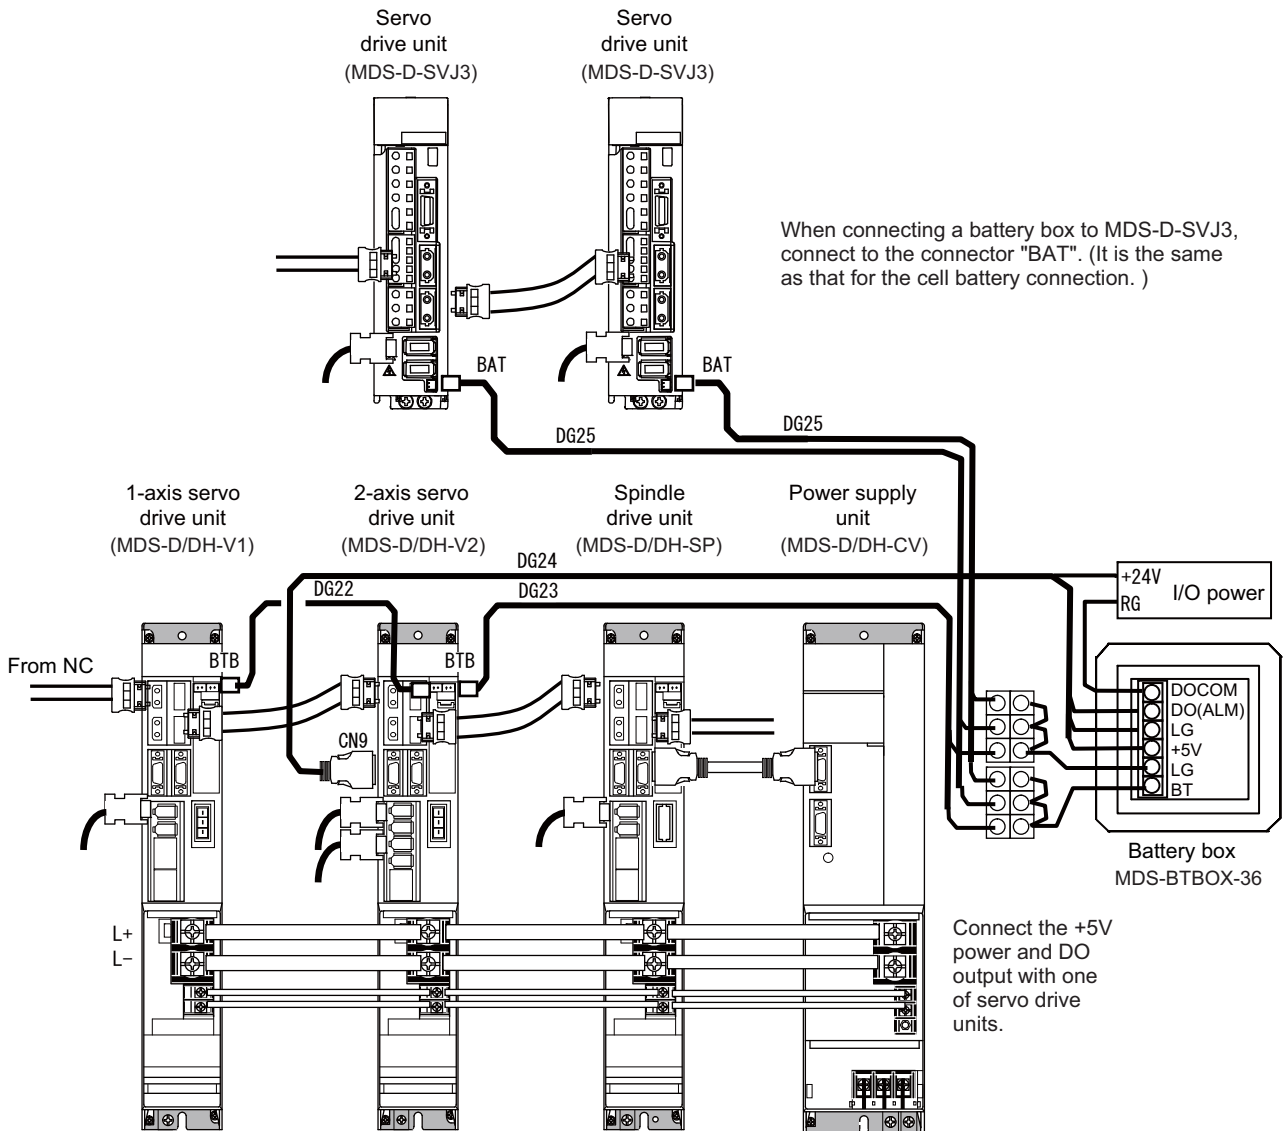 Servo
drive unit
(MDS-D-SVJ3)
Servo
drive unit
(MDS-D-SVJ3)
When connecting a battery box to MDS-D-SVJ3,
connect to the connector "BAT". (It is the same
as that for the cell battery connection. )
BAT
BAT
DG25
DG25
1-axis servo
drive unit
(MDS-D/DH-V1)
2-axis servo
drive unit
(MDS-D/DH-V2)
Spindle
drive unit
(MDS-D/DH-SP)
Power supply
unit
(MDS-D/DH-CV)
DG24
DG22
DG23
+24V
RG
I/O power
From NC
BTB
BTB
CN9
DOCOM
DO(ALM)
LG
+5V
LG
BT
Battery box
MDS-BTBOX-36
L+
L−
Connect the +5V
power and DO
output with one
of servo drive
units.